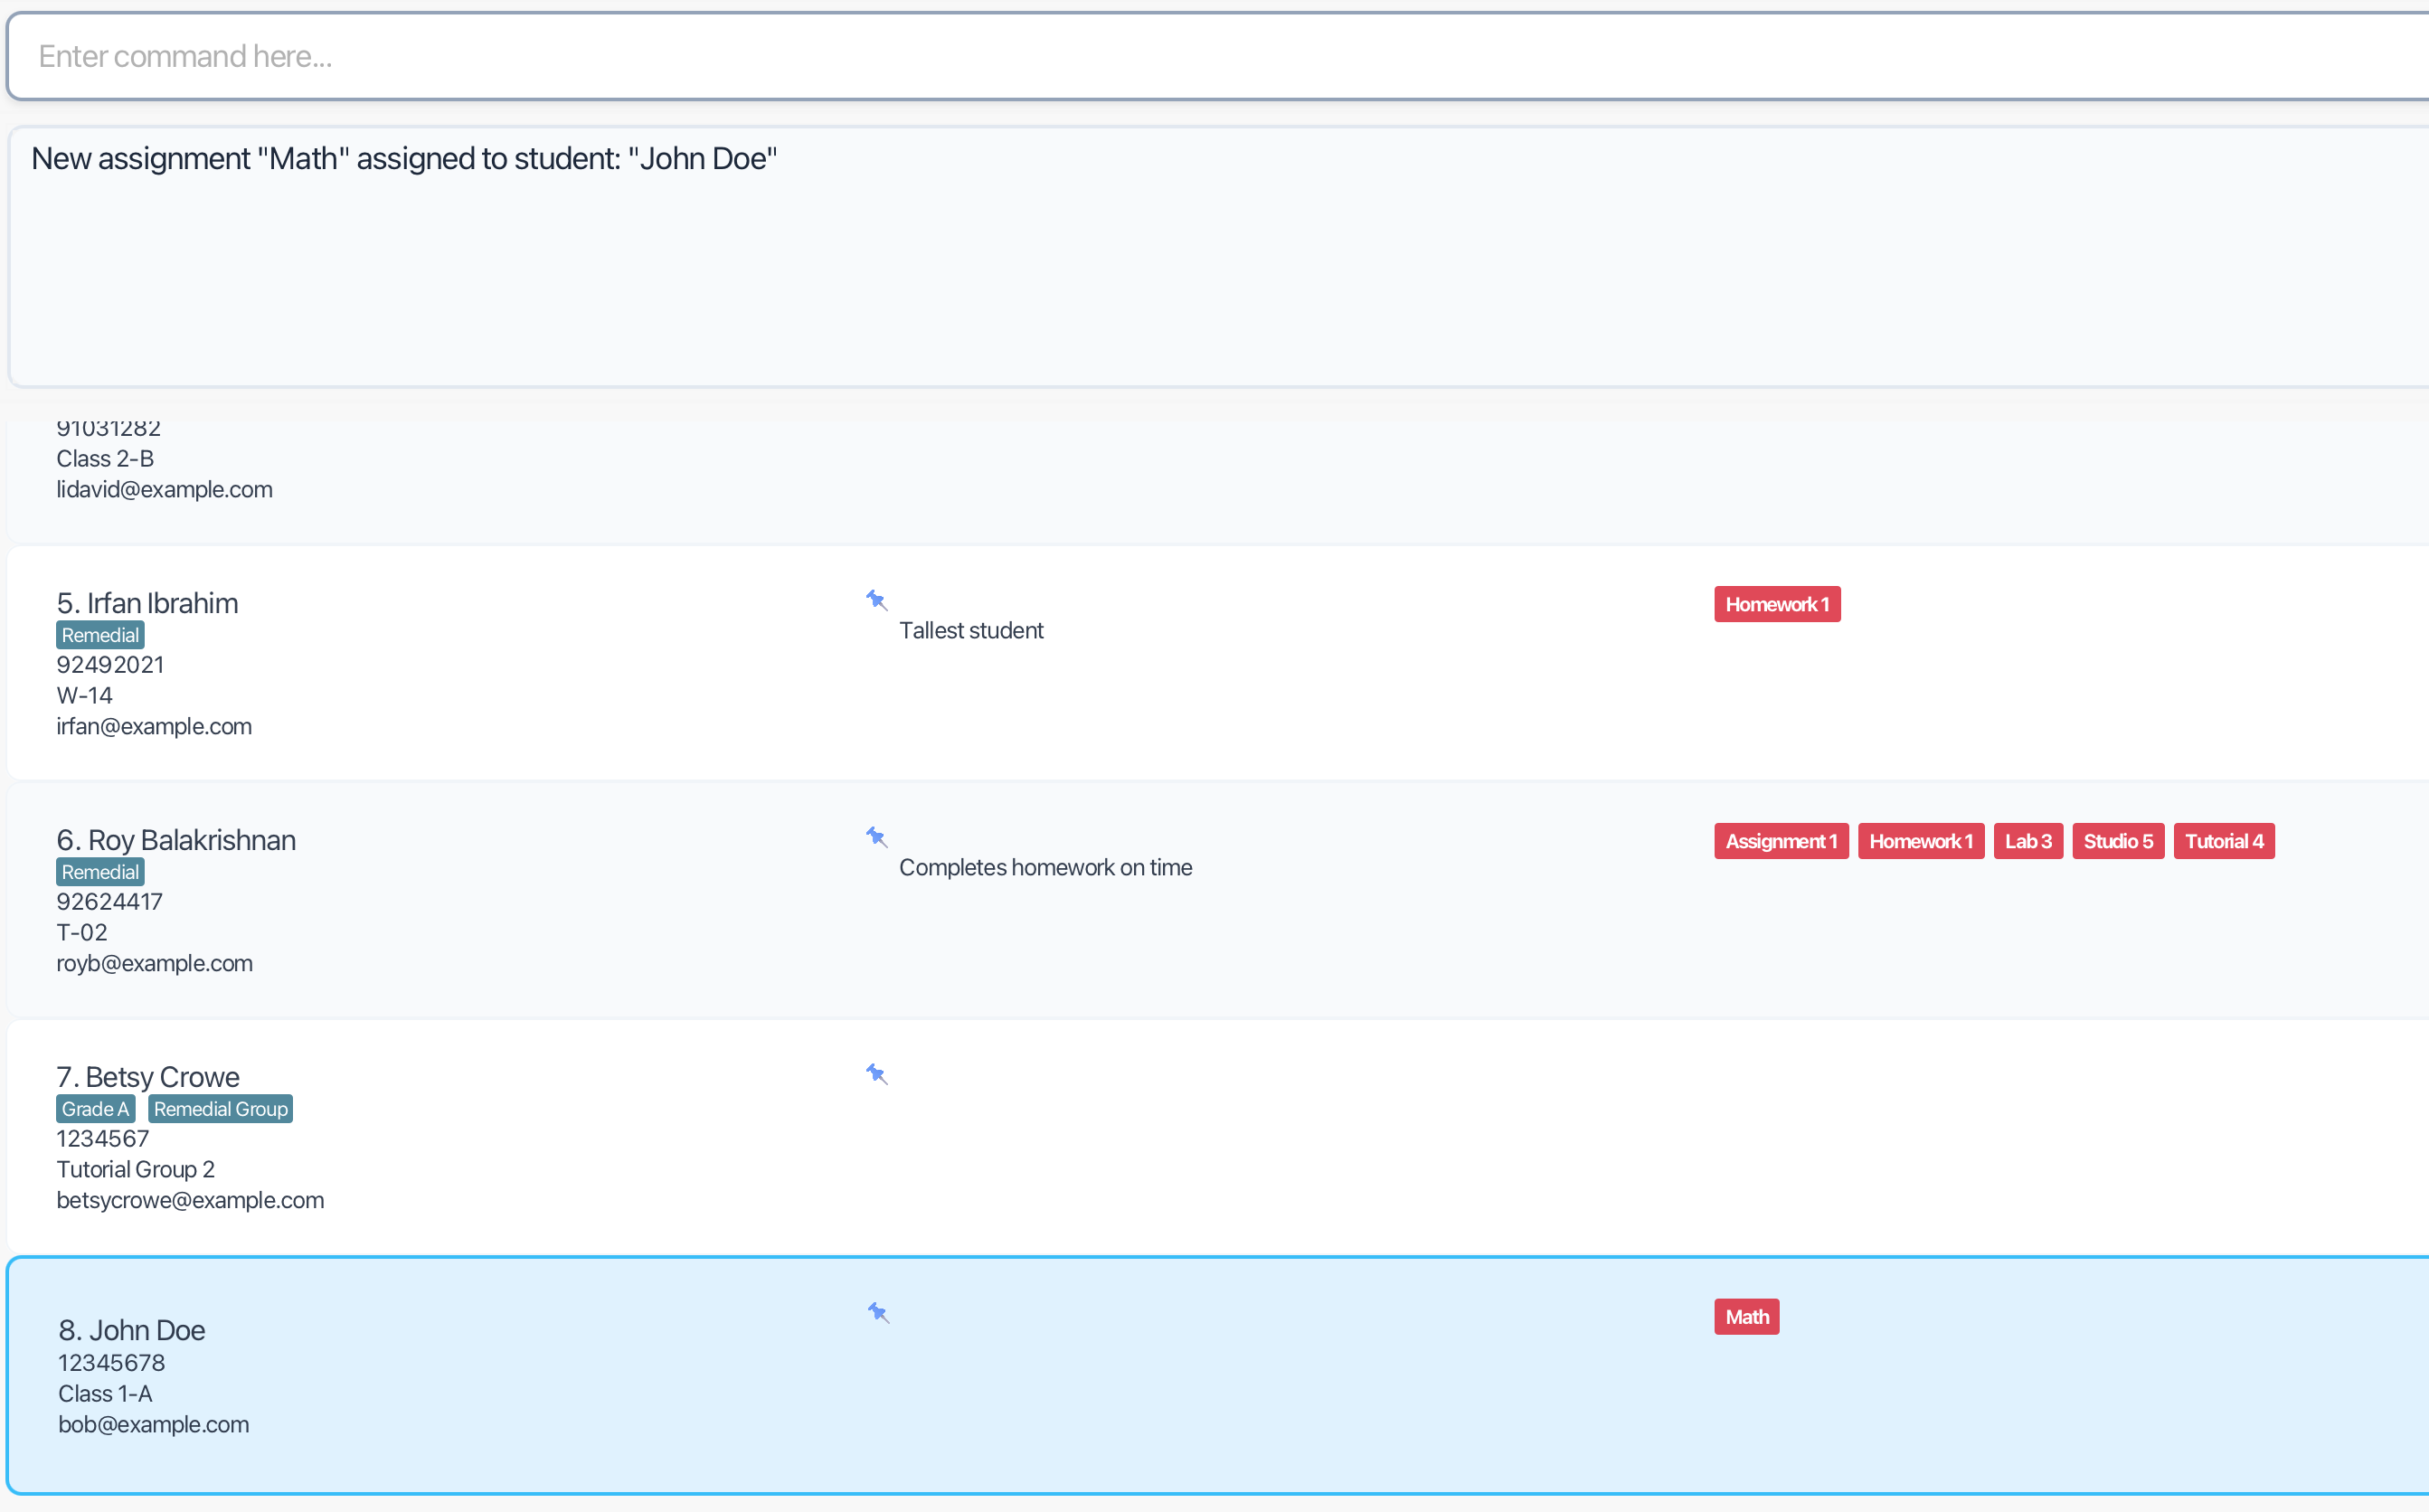 Enter command here...
New assignment "Math" assigned to student: "John Doe"
91031282
Class 2-B
lidavid@example.com
5. Irfan Ibrahim
Remedial
92492021
W-14
irfan@example.com
Tallest student
Homework 1
6. Roy Balakrishnan
Remedial
92624417
T-02
royb@example.com
Completes homework on time
Assignment 1 Homework 1 Lab 3 Studio 5 Tutorial 4
7. Betsy Crowe
Grade A Remedial Group
1234567
Tutorial Group 2
betsycrowe@example.com
8. John Doe
12345678
Class 1-A
bob@example.com
Math